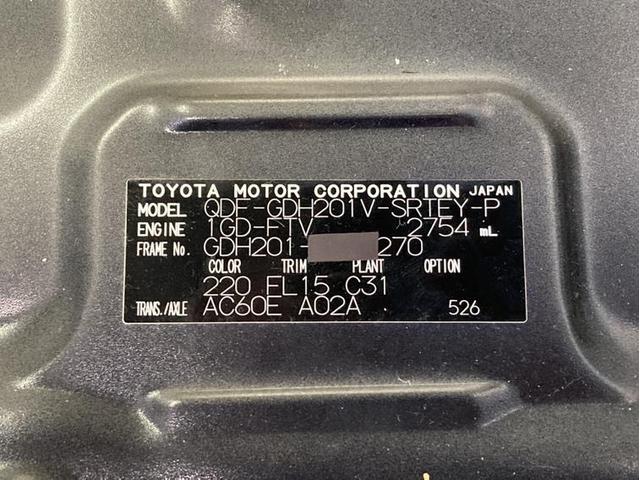 TOYOTA MOTOR CORPORATION JAPAN
MODEL QDF-GDH201V-SRTEY-P
ENGINE 1GD-FTV 2754 mL
FRAME No. GDH201- 270
COLOR TRIM PLANT OPTION
220 FL15 C31
TRANS./AXLE AC60E A02A 526